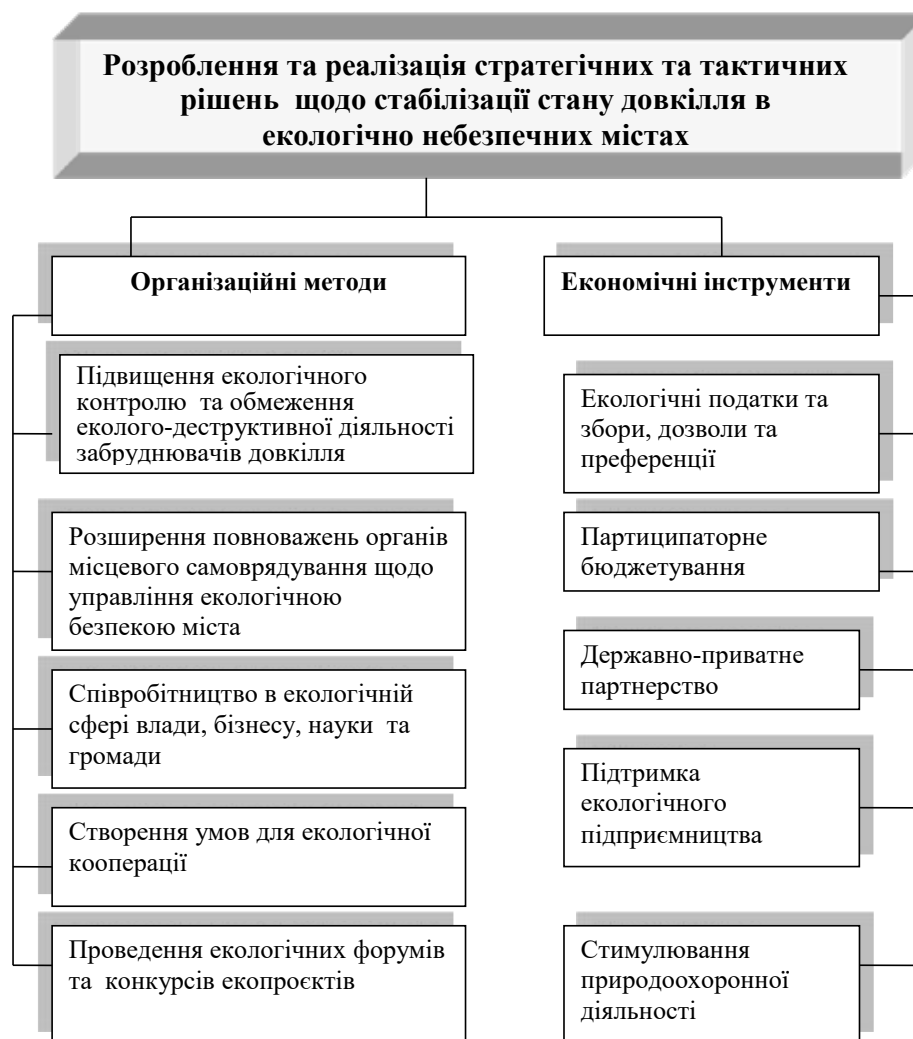 Розроблення та реалізація стратегічних та тактичних
рішень щодо стабілізації стану довкілля в
екологічно небезпечних містах
Організаційні методи
Підвищення екологічного
контролю та обмеження
еколого-деструктивної діяльності
забруднювачів довкілля
Розширення повноважень органів
місцевого самоврядування щодо
управління екологічною
безпекою міста
Співробітництво в екологічній
сфері влади, бізнесу, науки та
громади
Створення умов для екологічної
кооперації
Проведення екологічних форумів
та конкурсів екопроєктів
Економічні інструменти
Екологічні податки та
збори, дозволи та
преференції
Партиципаторне
бюджетування
Державно-приватне
партнерство
Підтримка
екологічного
підприємництва
Стимулювання
природоохоронної
діяльності